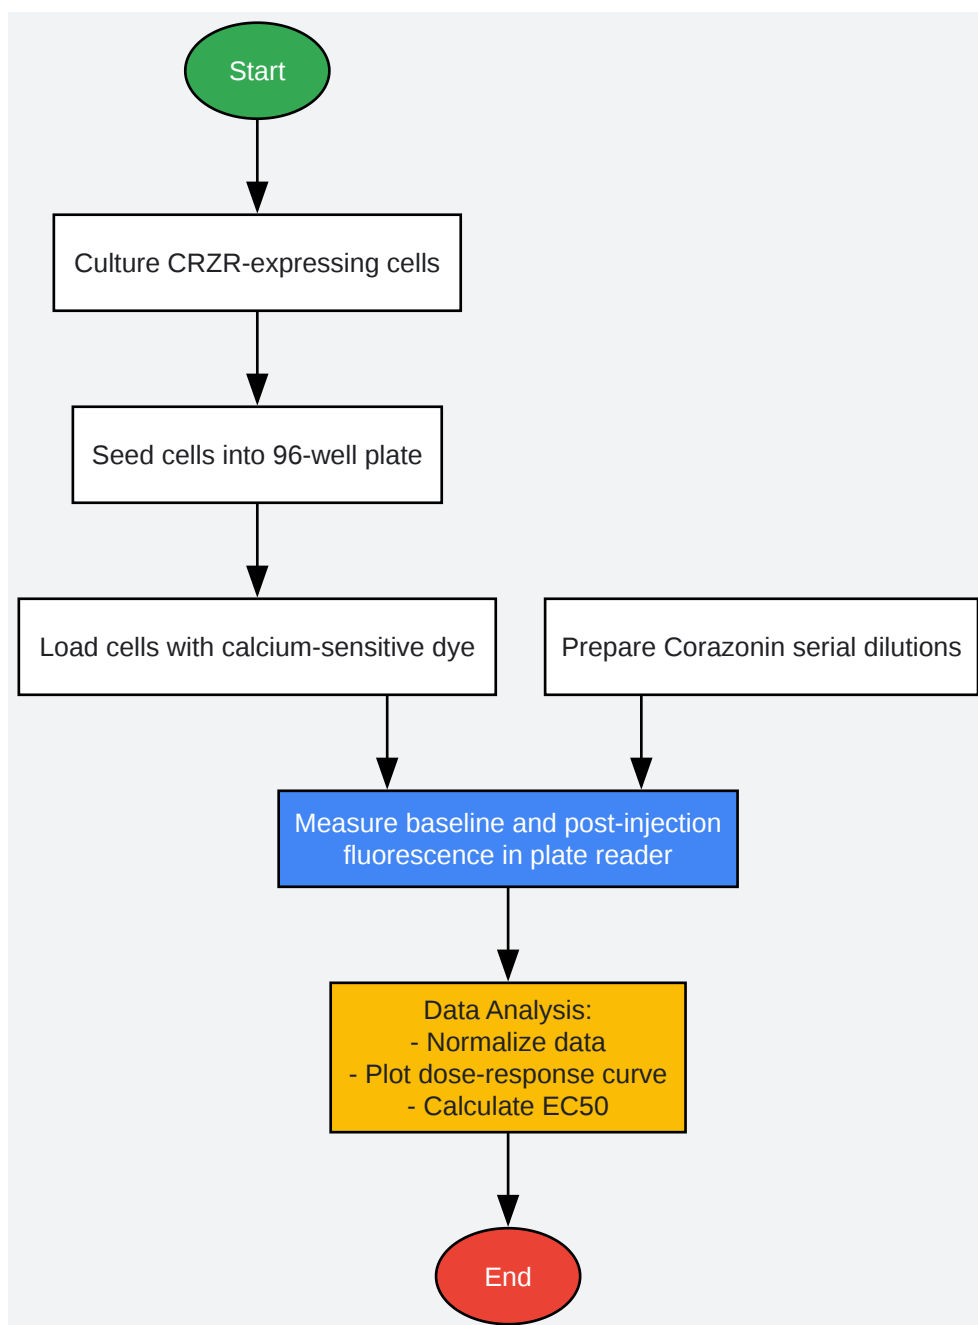 Start
Culture CRZR-expressing cells
Seed cells into 96-well plate
Load cells with calcium-sensitive dye
Prepare Corazonin serial dilutions
Measure baseline and post-injection
fluorescence in plate reader
Data Analysis:
- Normalize data
- Plot dose-response curve
- Calculate EC50
End